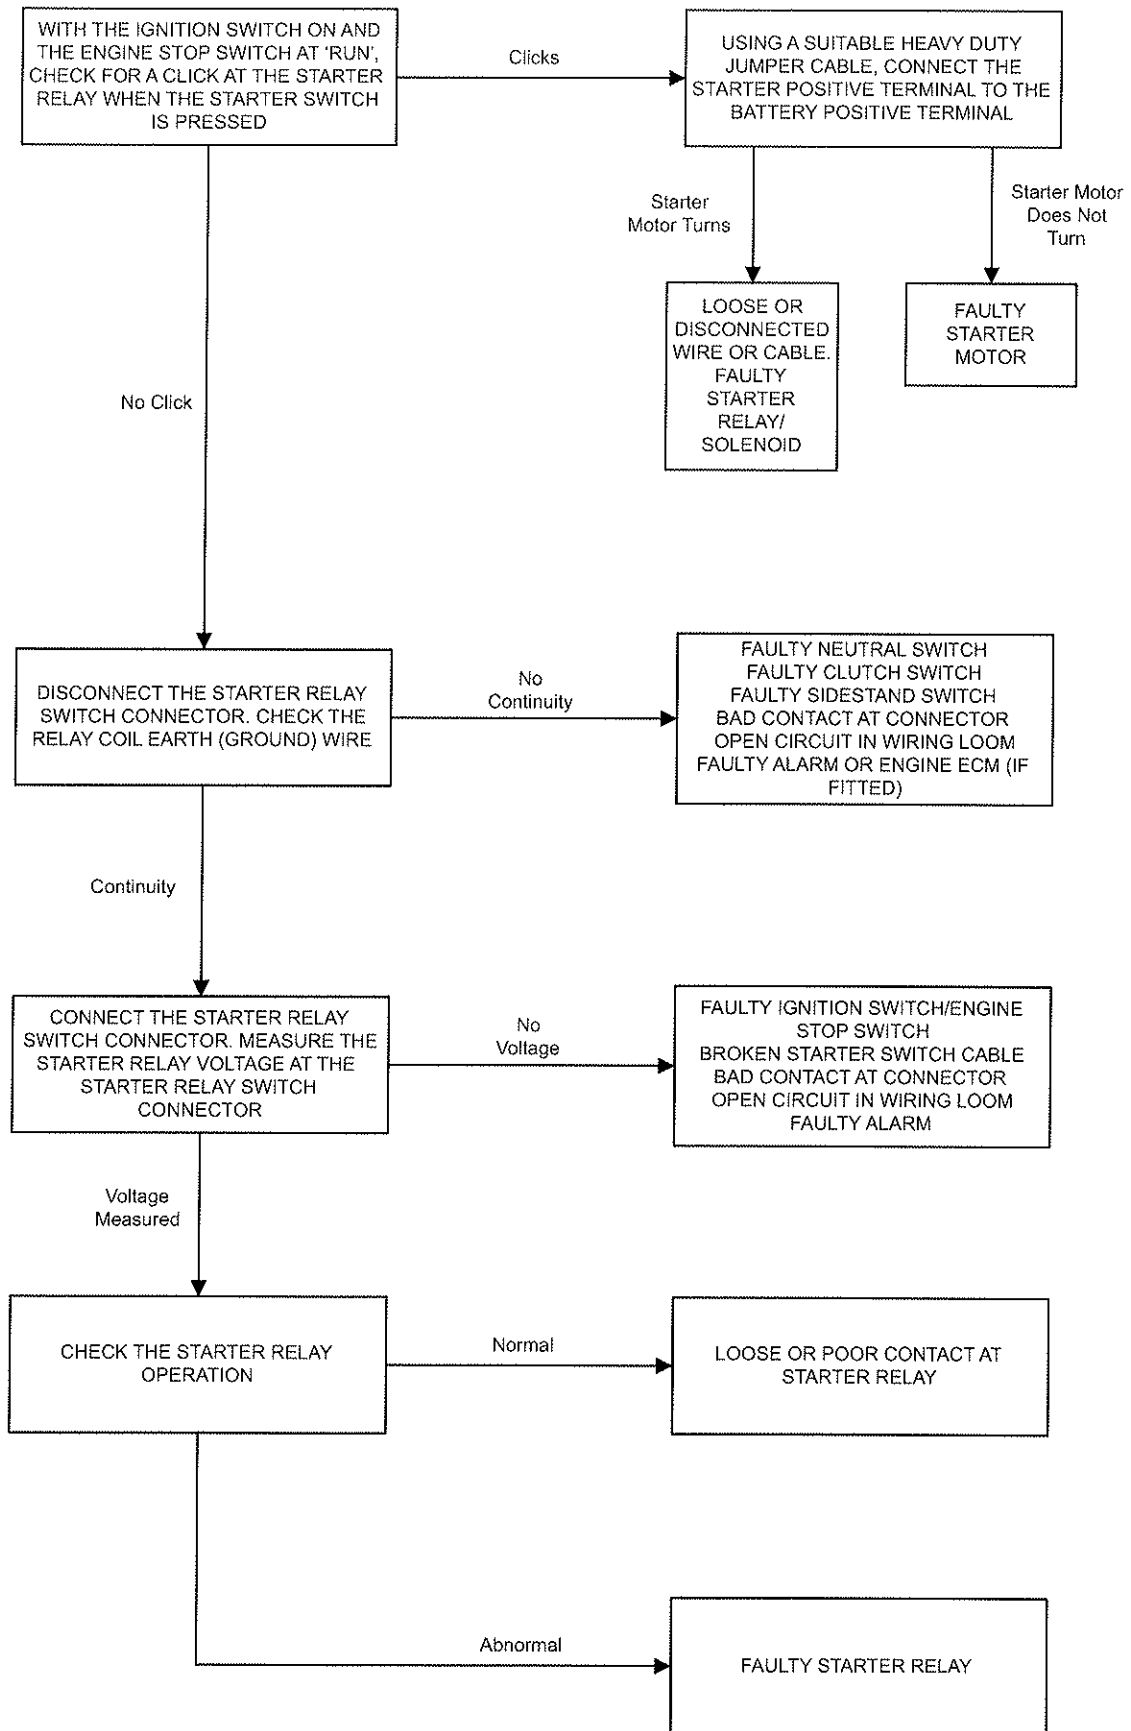 WITH THE IGNITION SWITCH ON AND
THE ENGINE STOP SWITCH AT ‘RUN’,
CHECK FOR A CLICK AT THE STARTER
RELAY WHEN THE STARTER SWITCH
IS PRESSED
Clicks
USING A SUITABLE HEAVY DUTY
JUMPER CABLE, CONNECT THE
STARTER POSITIVE TERMINAL TO THE
BATTERY POSITIVE TERMINAL
Starter
Motor Turns
Starter Motor
Does Not
Turn
LOOSE OR
DISCONNECTED
WIRE OR CABLE.
FAULTY
STARTER
RELAY/
SOLENOID
FAULTY
STARTER
MOTOR
No Click
DISCONNECT THE STARTER RELAY
SWITCH CONNECTOR. CHECK THE
RELAY COIL EARTH (GROUND) WIRE
No
Continuity
FAULTY NEUTRAL SWITCH
FAULTY CLUTCH SWITCH
FAULTY SIDESTAND SWITCH
BAD CONTACT AT CONNECTOR
OPEN CIRCUIT IN WIRING LOOM
FAULTY ALARM OR ENGINE ECM (IF
FITTED)
Continuity
CONNECT THE STARTER RELAY
SWITCH CONNECTOR. MEASURE THE
STARTER RELAY VOLTAGE AT THE
STARTER RELAY SWITCH
CONNECTOR
No
Voltage
FAULTY IGNITION SWITCH/ENGINE
STOP SWITCH
BROKEN STARTER SWITCH CABLE
BAD CONTACT AT CONNECTOR
OPEN CIRCUIT IN WIRING LOOM
FAULTY ALARM
Voltage
Measured
CHECK THE STARTER RELAY
OPERATION
Normal
LOOSE OR POOR CONTACT AT
STARTER RELAY
Abnormal
FAULTY STARTER RELAY